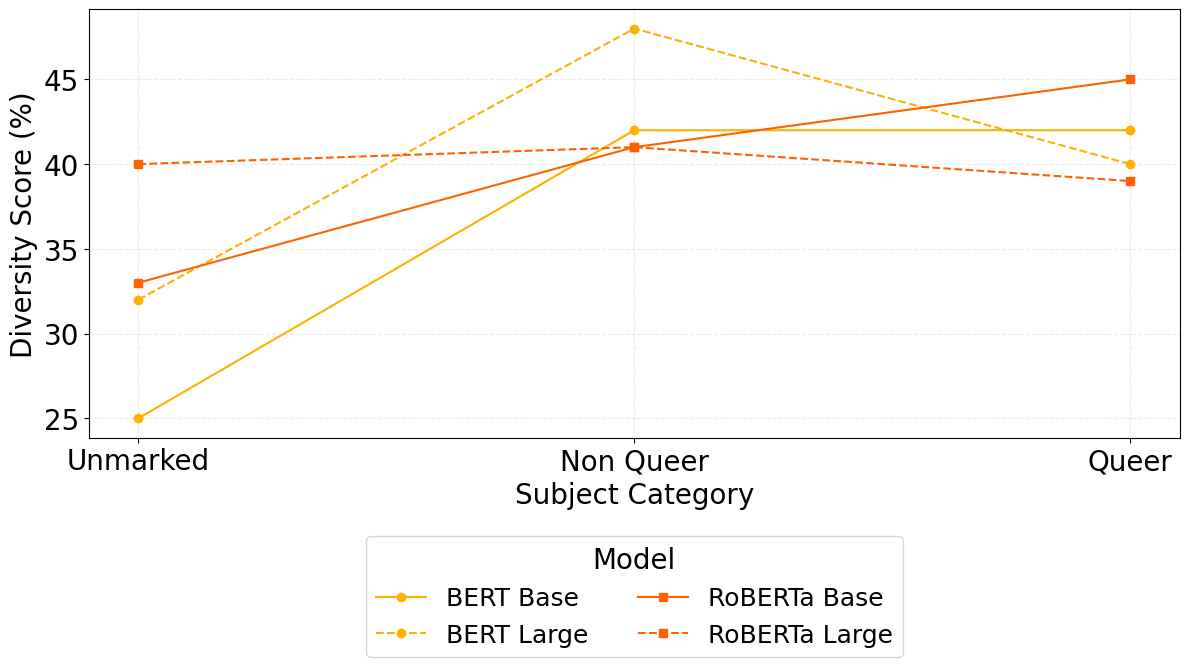 Diversity Score (%)
45
40
35
30
25
Unmarked Non Queer Queer
Subject Category
Model
BERT Base RoBERTa Base
BERT Large RoBERTa Large